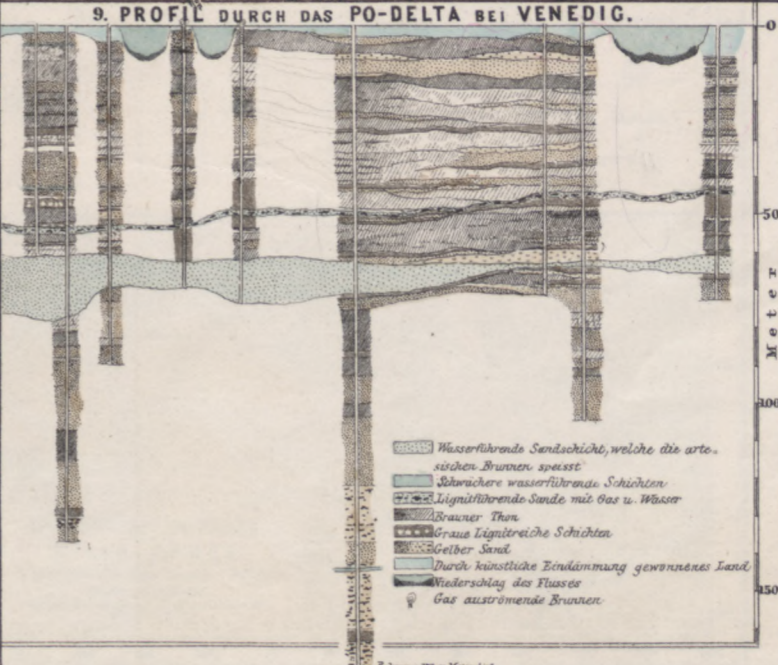 9. PROFIL DURCH DAS PO-DELTA BEI VENEDIG.
0
50
Meter
100
Wasserführende Sandschicht, welche die arte-
sischen Brunnen speisst
Schwächere wasserführende Schichten
Lignitführende Sande mit Gas u. Wasser
Brauner Thon
Graue Lignitreiche Schichten
Gelber Sand
Durch künstliche Eindämmung gewonnenes Land
Niederschlag des Flusses
Gas auströmende Brunnen
150